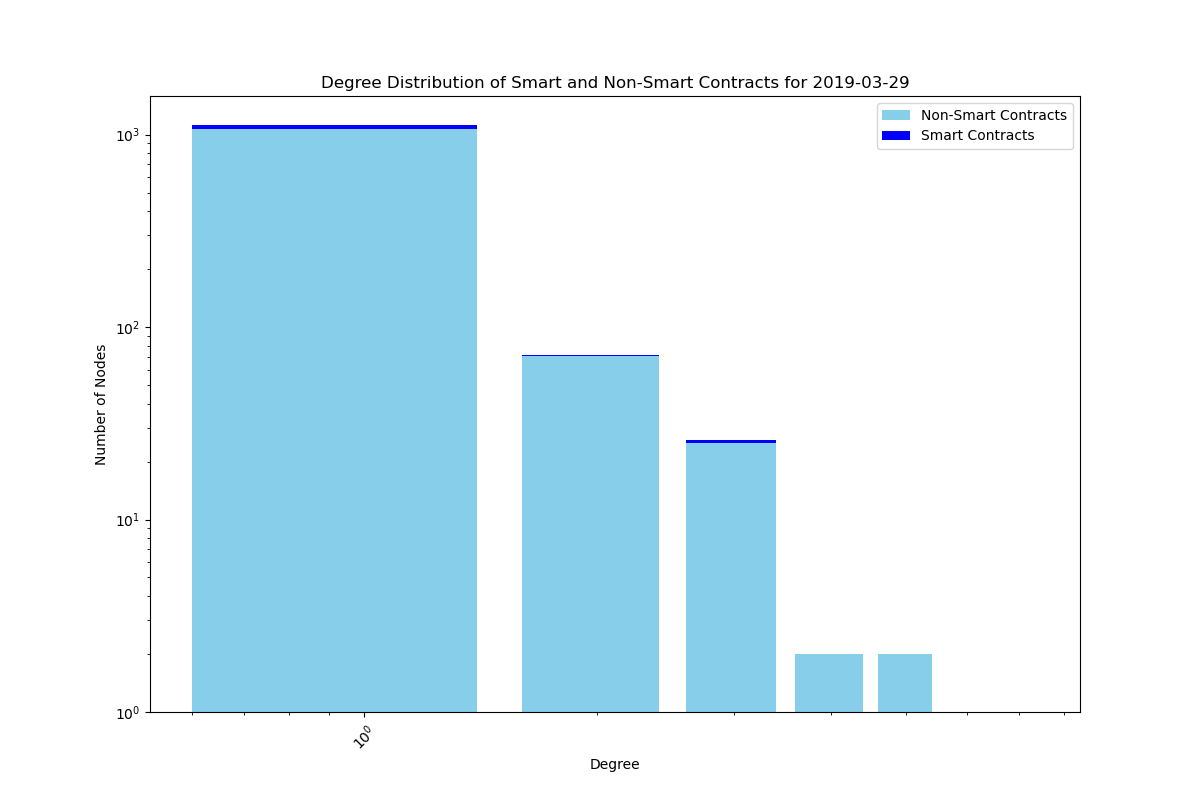 Degree Distribution of Smart and Non-Smart Contracts for 2019-03-29
Non-Smart Contracts
Smart Contracts
10³
10²
10¹
10⁰
Number of Nodes
10⁰
Degree